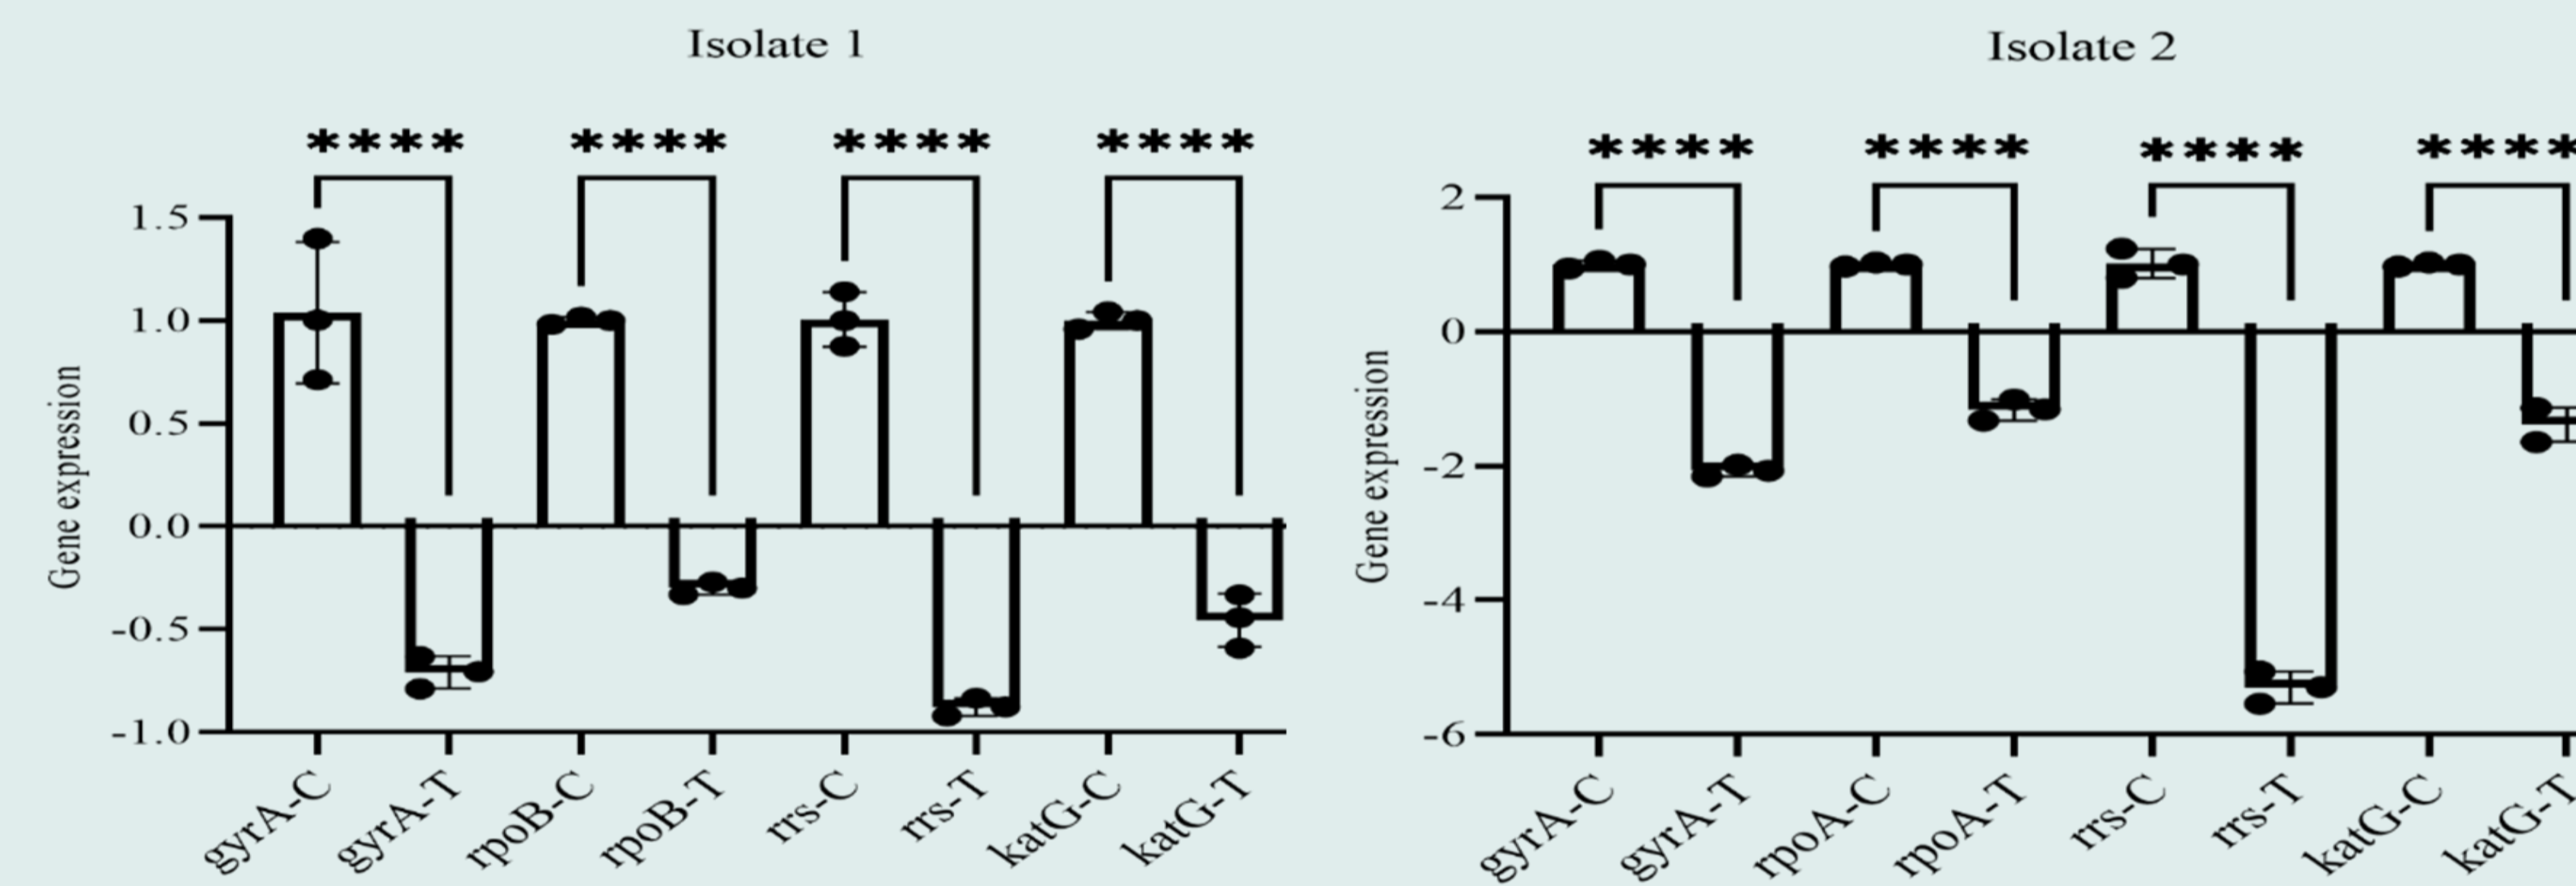 Isolate 1
****
****
****
****
Gene expression
1.5
1.0
0.5
0.0
-0.5
-1.0
gyrA-C
gyrA-T
rpoB-C
rpoB-T
rrs-C
rrs-T
katG-C
katG-T
Isolate 2
****
****
****
****
Gene expression
2
0
-2
-4
-6
gyrA-C
gyrA-T
rpoA-C
rpoA-T
rrs-C
rrs-T
katG-C
katG-T